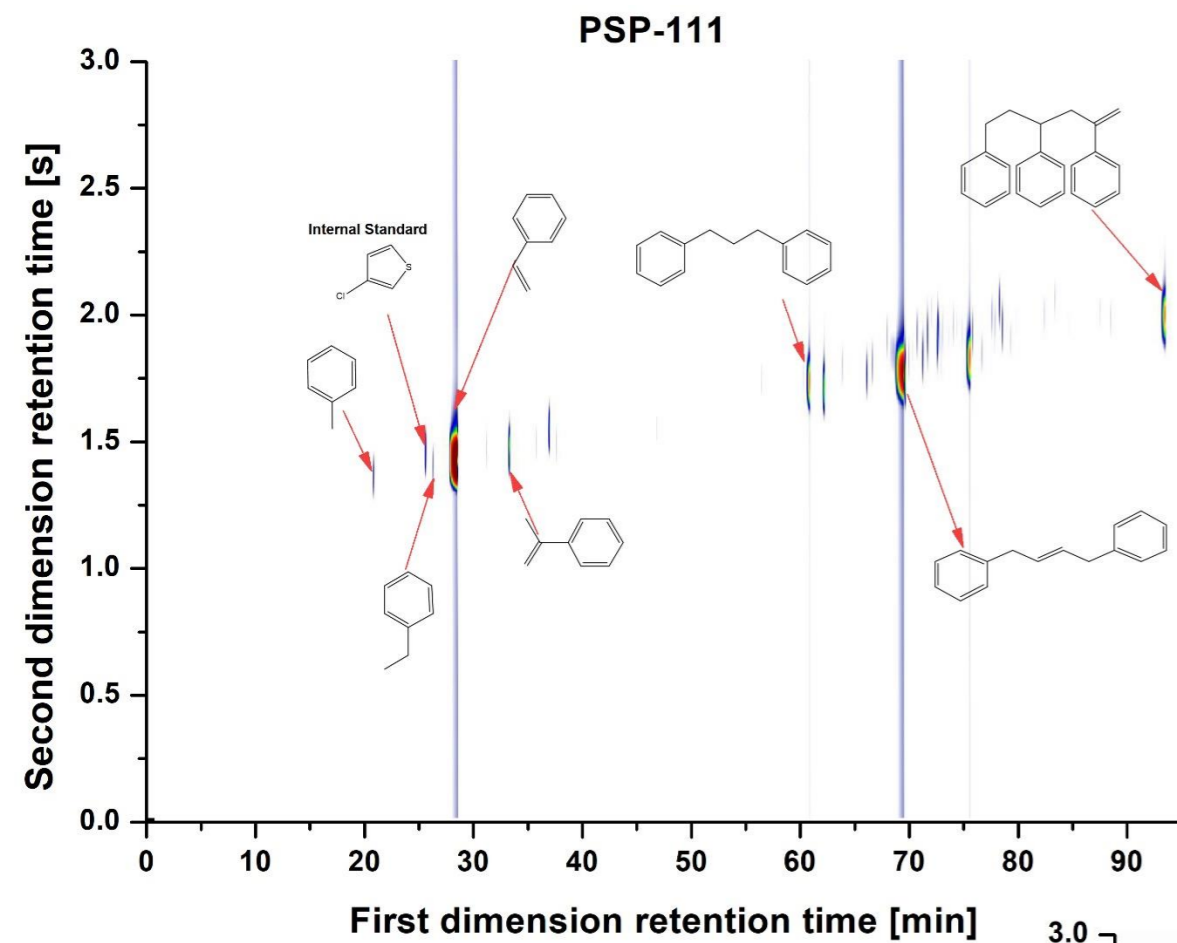 PSP-111
Second dimension retention time [s]
3.0
2.5
2.0
1.5
1.0
0.5
0.0
Internal Standard
S
Cl
0 10 20 30 40 50 60 70 80 90
First dimension retention time [min]
3.0